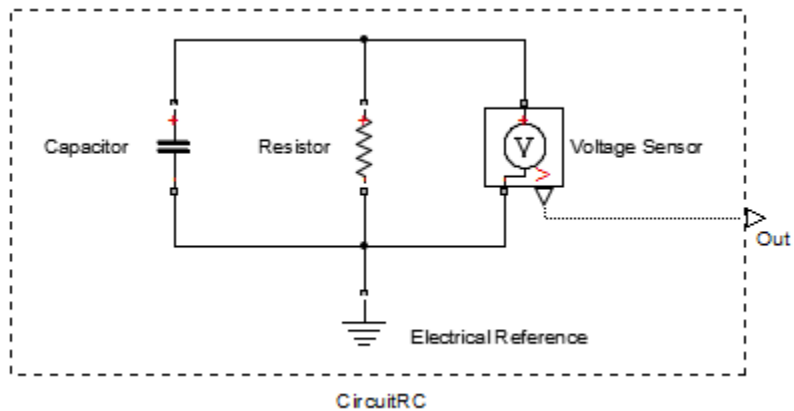 Capacitor
Resistor
V
Voltage Sensor
Out
Electrical Reference
CircuitRC